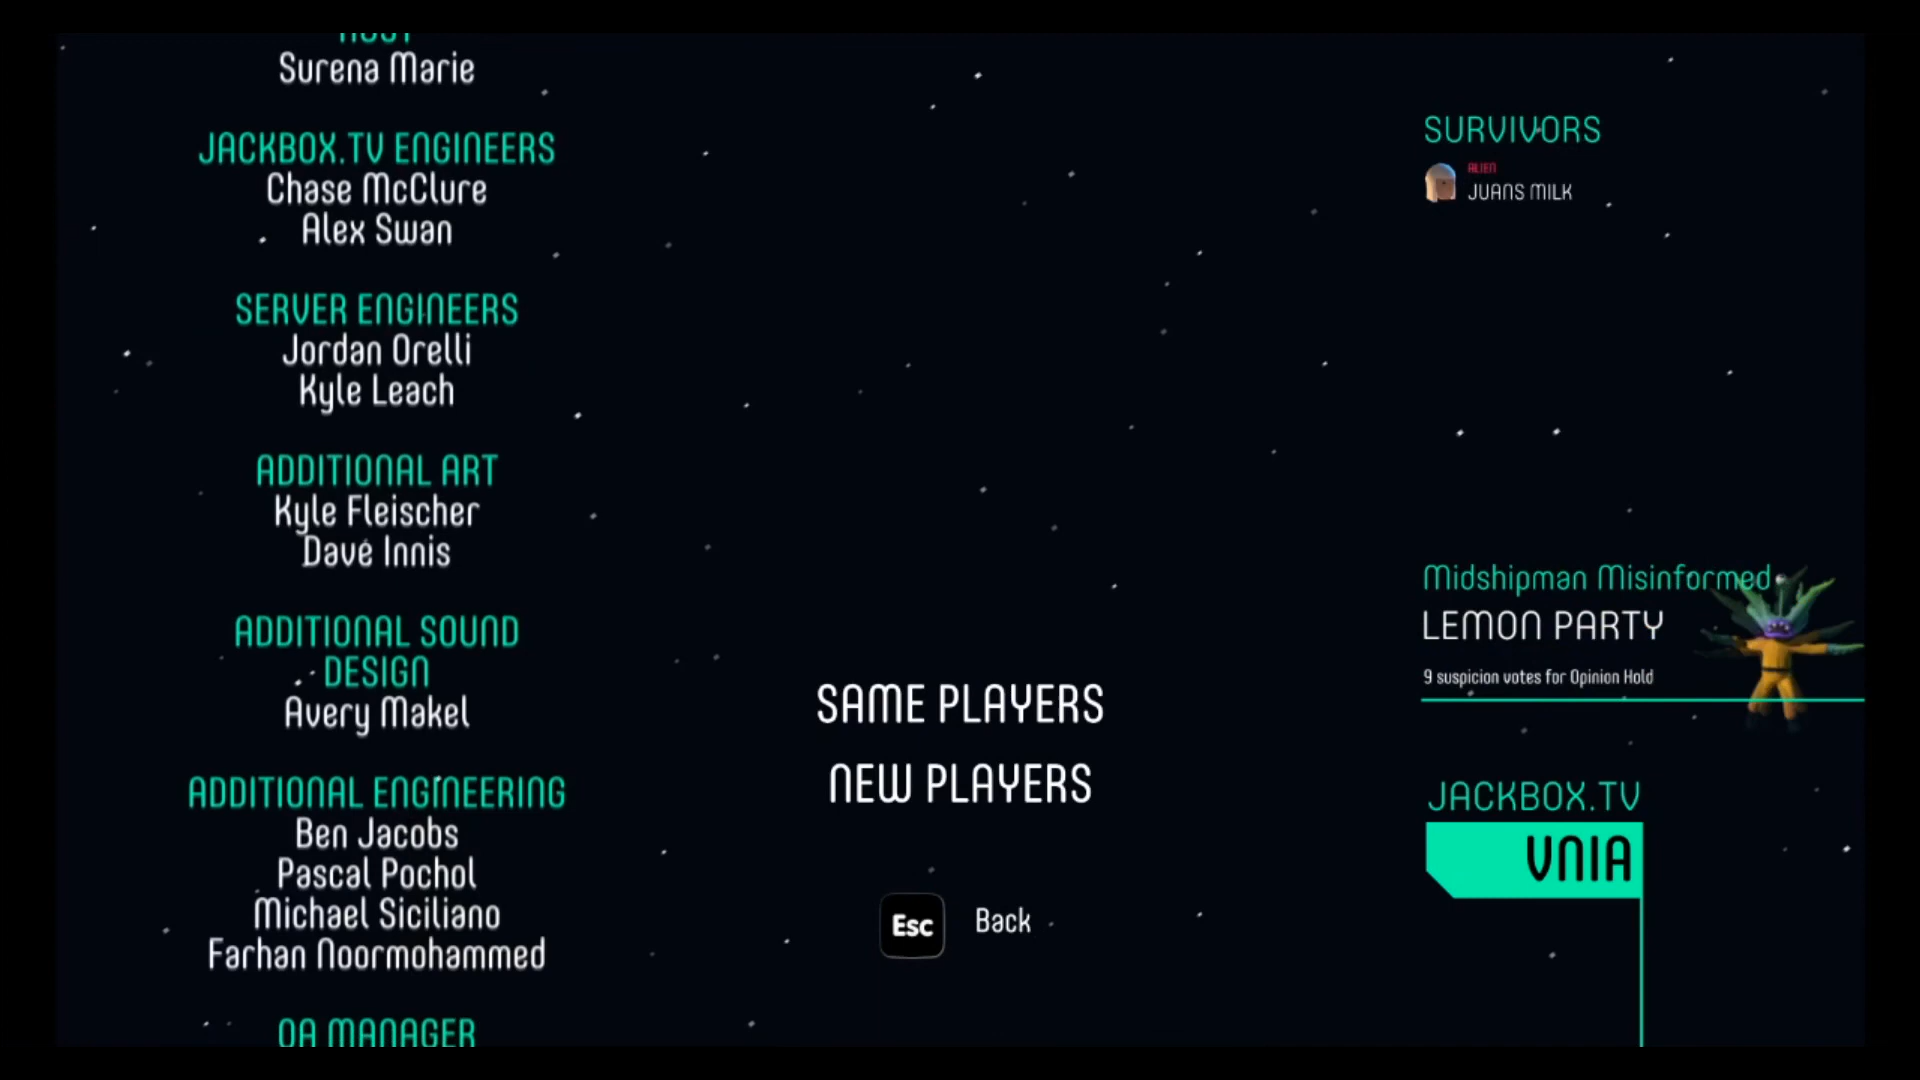 HOST
Surena Marie
JACKBOX.TV ENGINEERS
Chase McClure
Alex Swan
SERVER ENGINEERS
Jordan Orelli
Kyle Leach
ADDITIONAL ART
Kyle Fleischer
Dave Innis
ADDITIONAL SOUND
DESIGN
Avery Makel
ADDITIONAL ENGINEERING
Ben Jacobs
Pascal Pochol
Michael Siciliano
Farhan Noormohammed
QA MANAGER
SAME PLAYERS
NEW PLAYERS
Esc Back
SURVIVORS
ALIEN
JUANS MILK
Midshipman Misinformed
LEMON PARTY
9 suspicion votes for Opinion Hold
JACKBOX.TV
VNIA